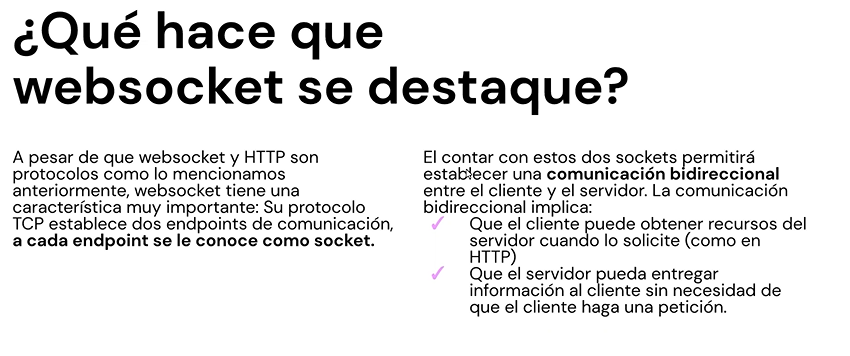 ¿Qué hace que
websocket se destaque?
A pesar de que websocket y HTTP son
protocolos como lo mencionamos
anteriormente, websocket tiene una
característica muy importante: Su protocolo
TCP establece dos endpoints de comunicación,
a cada endpoint se le conoce como socket.
El contar con estos dos sockets permitirá
establecer una comunicación bidireccional
entre el cliente y el servidor. La comunicación
bidireccional implica:
✓ Que el cliente puede obtener recursos del
servidor cuando lo solicite (como en
HTTP)
✓ Que el servidor pueda entregar
información al cliente sin necesidad de
que el cliente haga una petición.